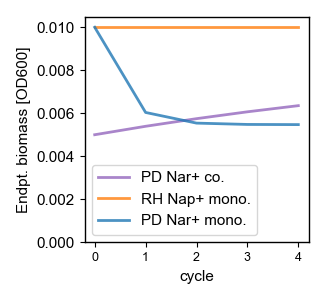 Endpt. biomass [OD600]
0.010
0.008
0.006
0.004
0.002
0.000
PD Nar+ co.
RH Nap+ mono.
PD Nar+ mono.
0 1 2 3 4
cycle